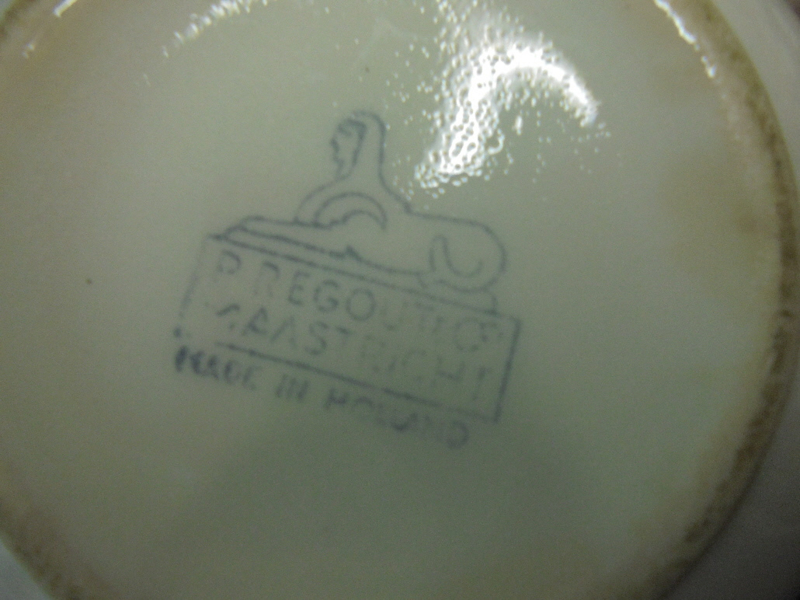 P. REGOUT & CO.
MAASTRICHT
MADE IN HOLLAND